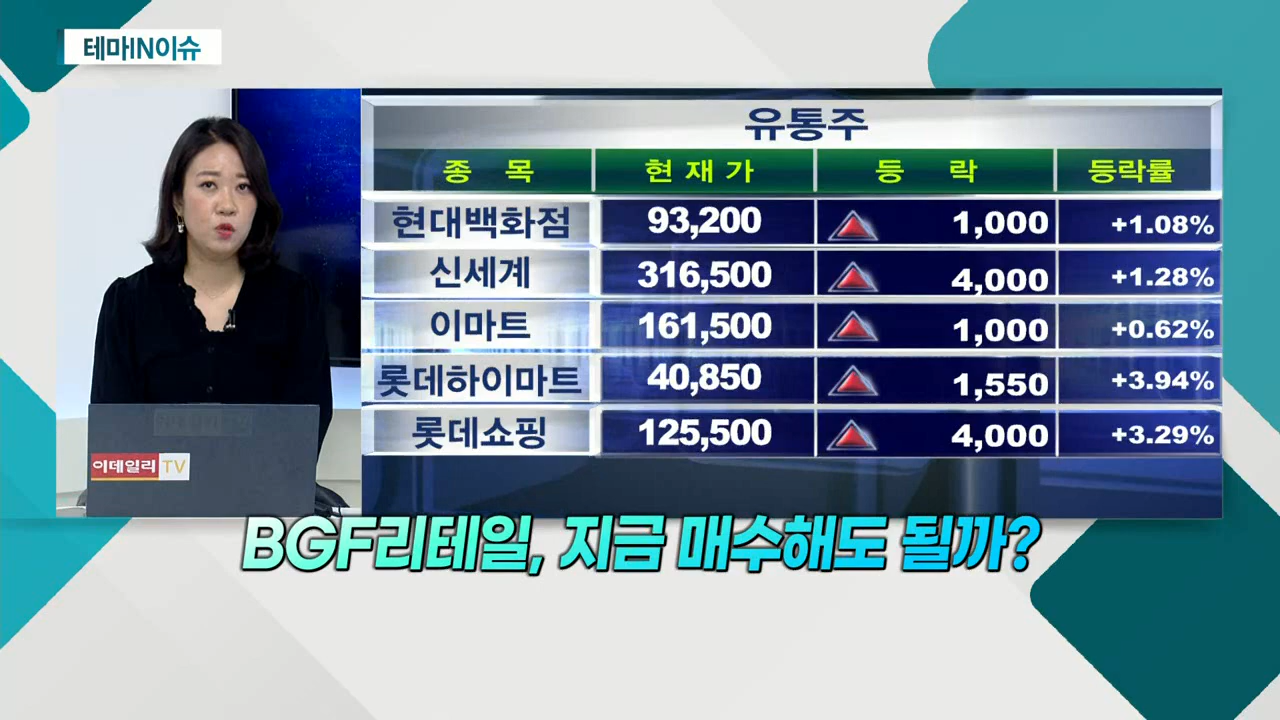 테마IN이슈
유통주
종 목 현 재 가 등 락 등락률
현대백화점 93,200 1,000 +1.08%
신세계 316,500 4,000 +1.28%
이마트 161,500 1,000 +0.62%
롯데하이마트 40,850 1,550 +3.94%
롯데쇼핑 125,500 4,000 +3.29%
이데일리 TV
BGF리테일, 지금 매수해도 될까?